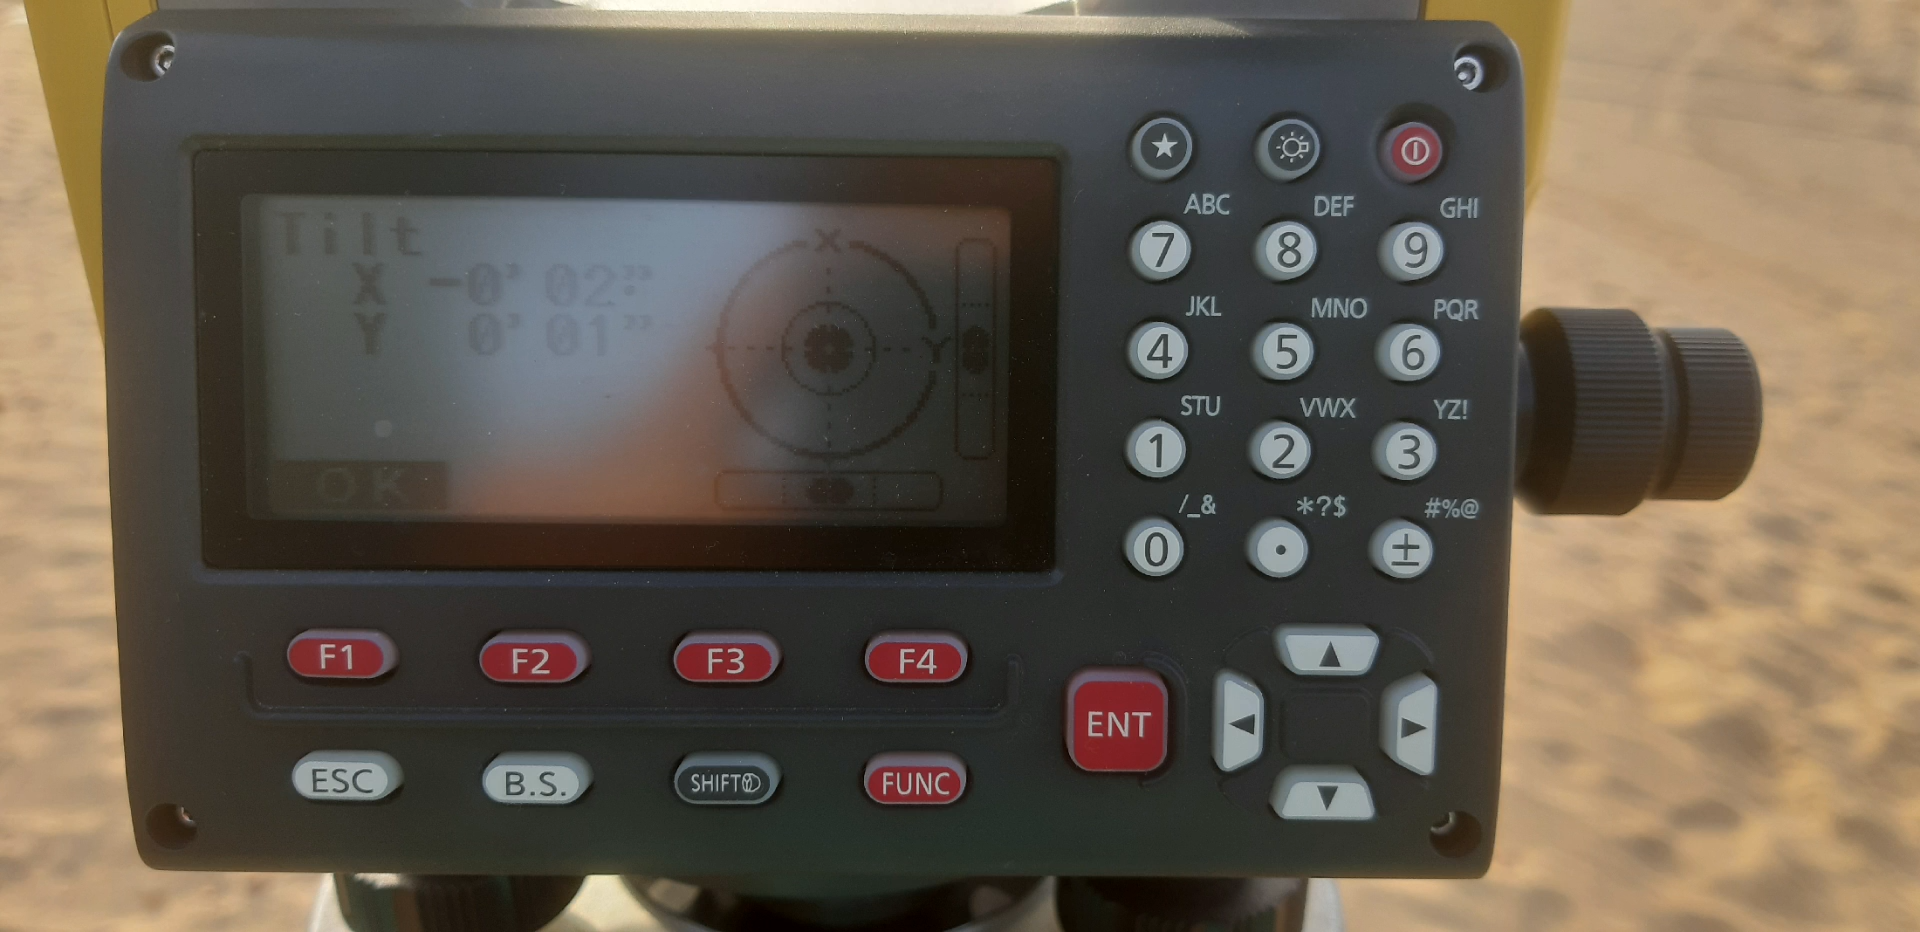 Tilt
X -0' 02"
Y 0' 01"
X
Y
OK
ABC DEF GHI
7 8 9
JKL MNO PQR
4 5 6
STU VWX YZ!
1 2 3
/_& *?$ #%@
0 • ±
F1 F2 F3 F4
ENT
ESC B.S. SHIFT FUNC